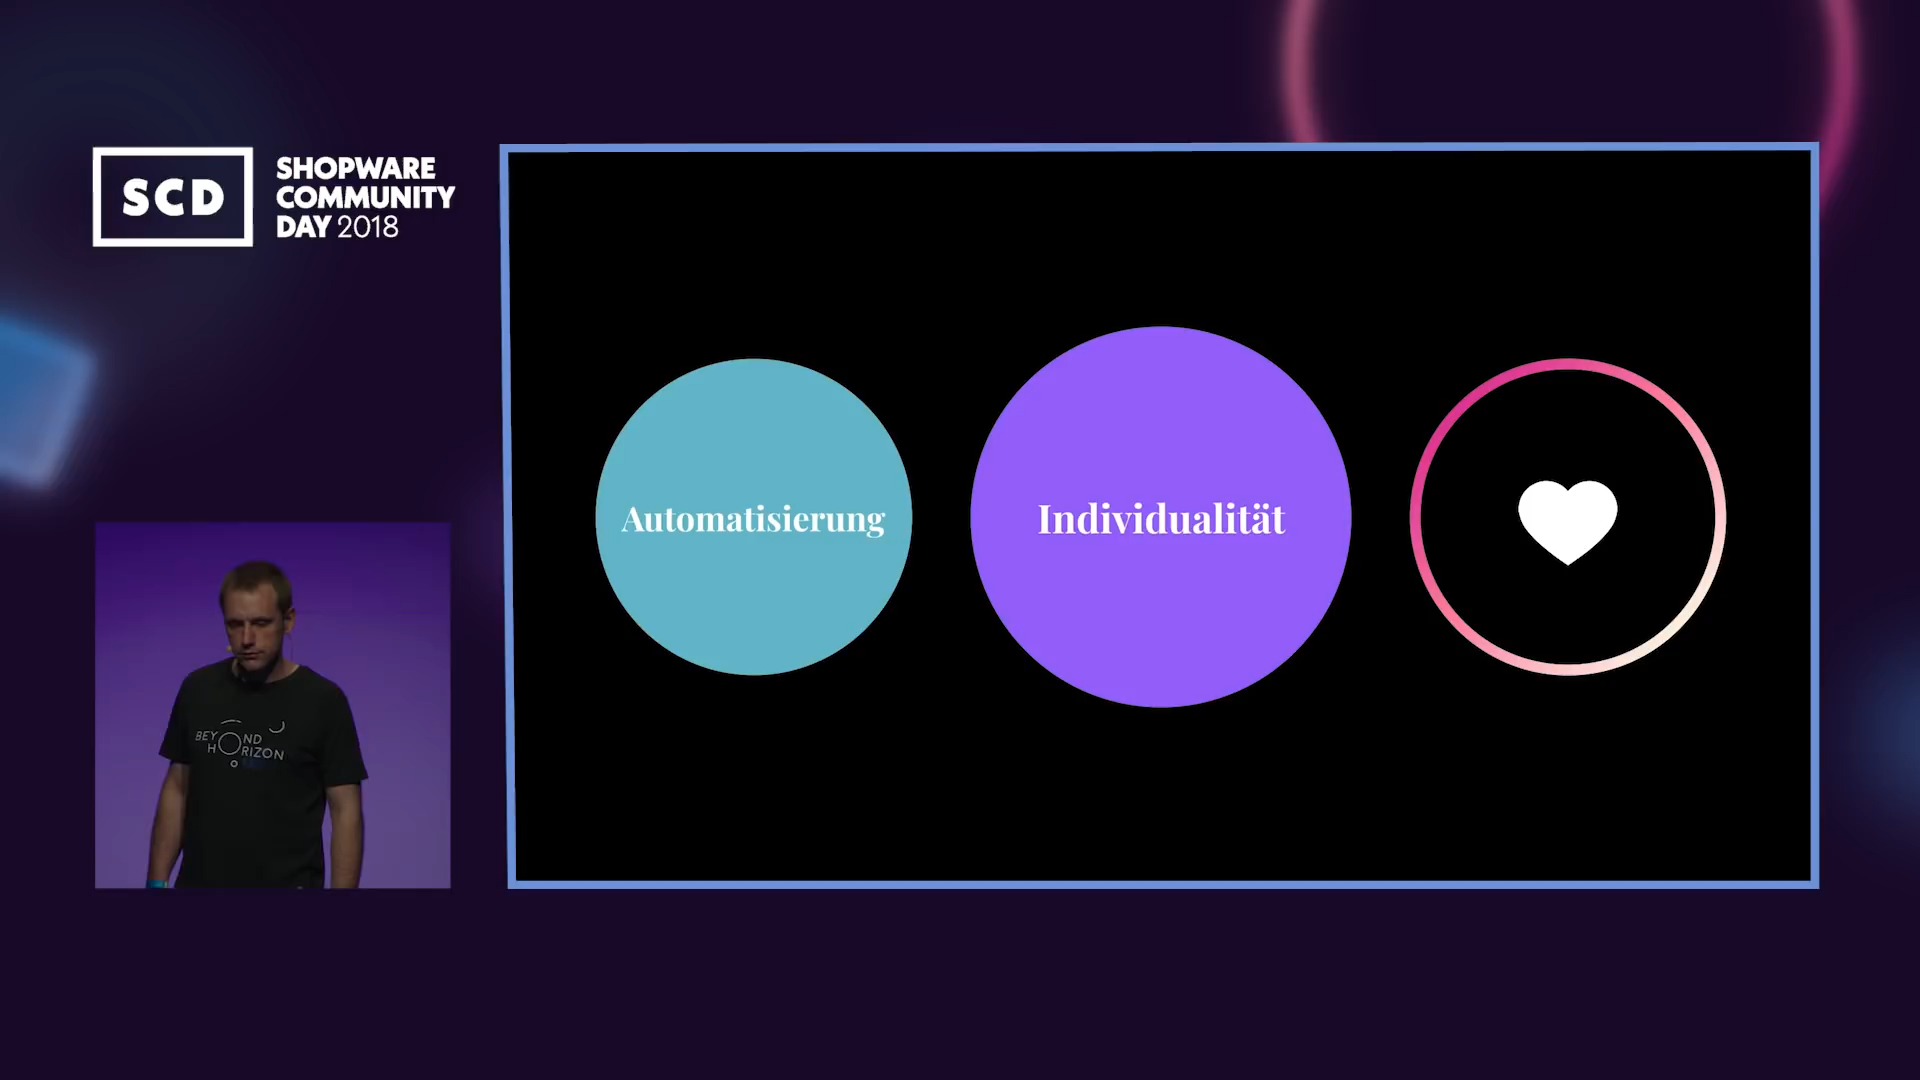 SCD
SHOPWARE
COMMUNITY
DAY 2018
Automatisierung
Individualität
BEYOND
HORIZON